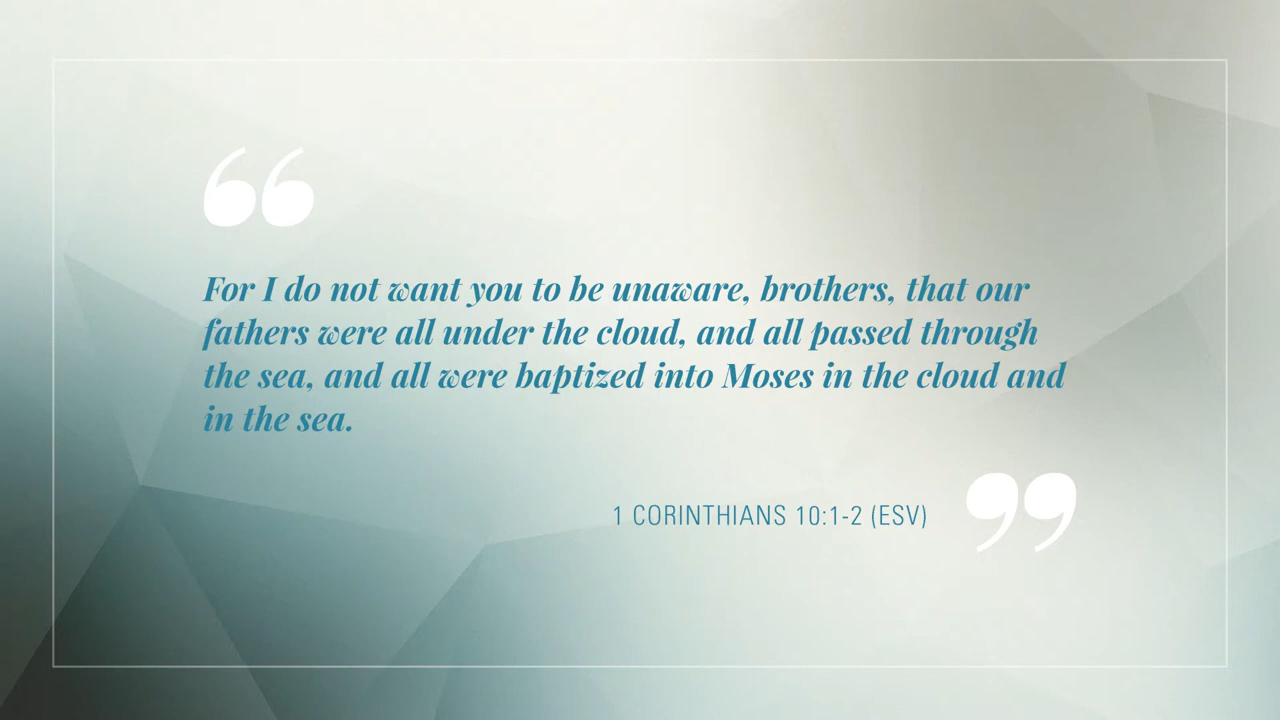 “
For I do not want you to be unaware, brothers, that our
fathers were all under the cloud, and all passed through
the sea, and all were baptized into Moses in the cloud and
in the sea.
1 CORINTHIANS 10:1-2 (ESV) ”